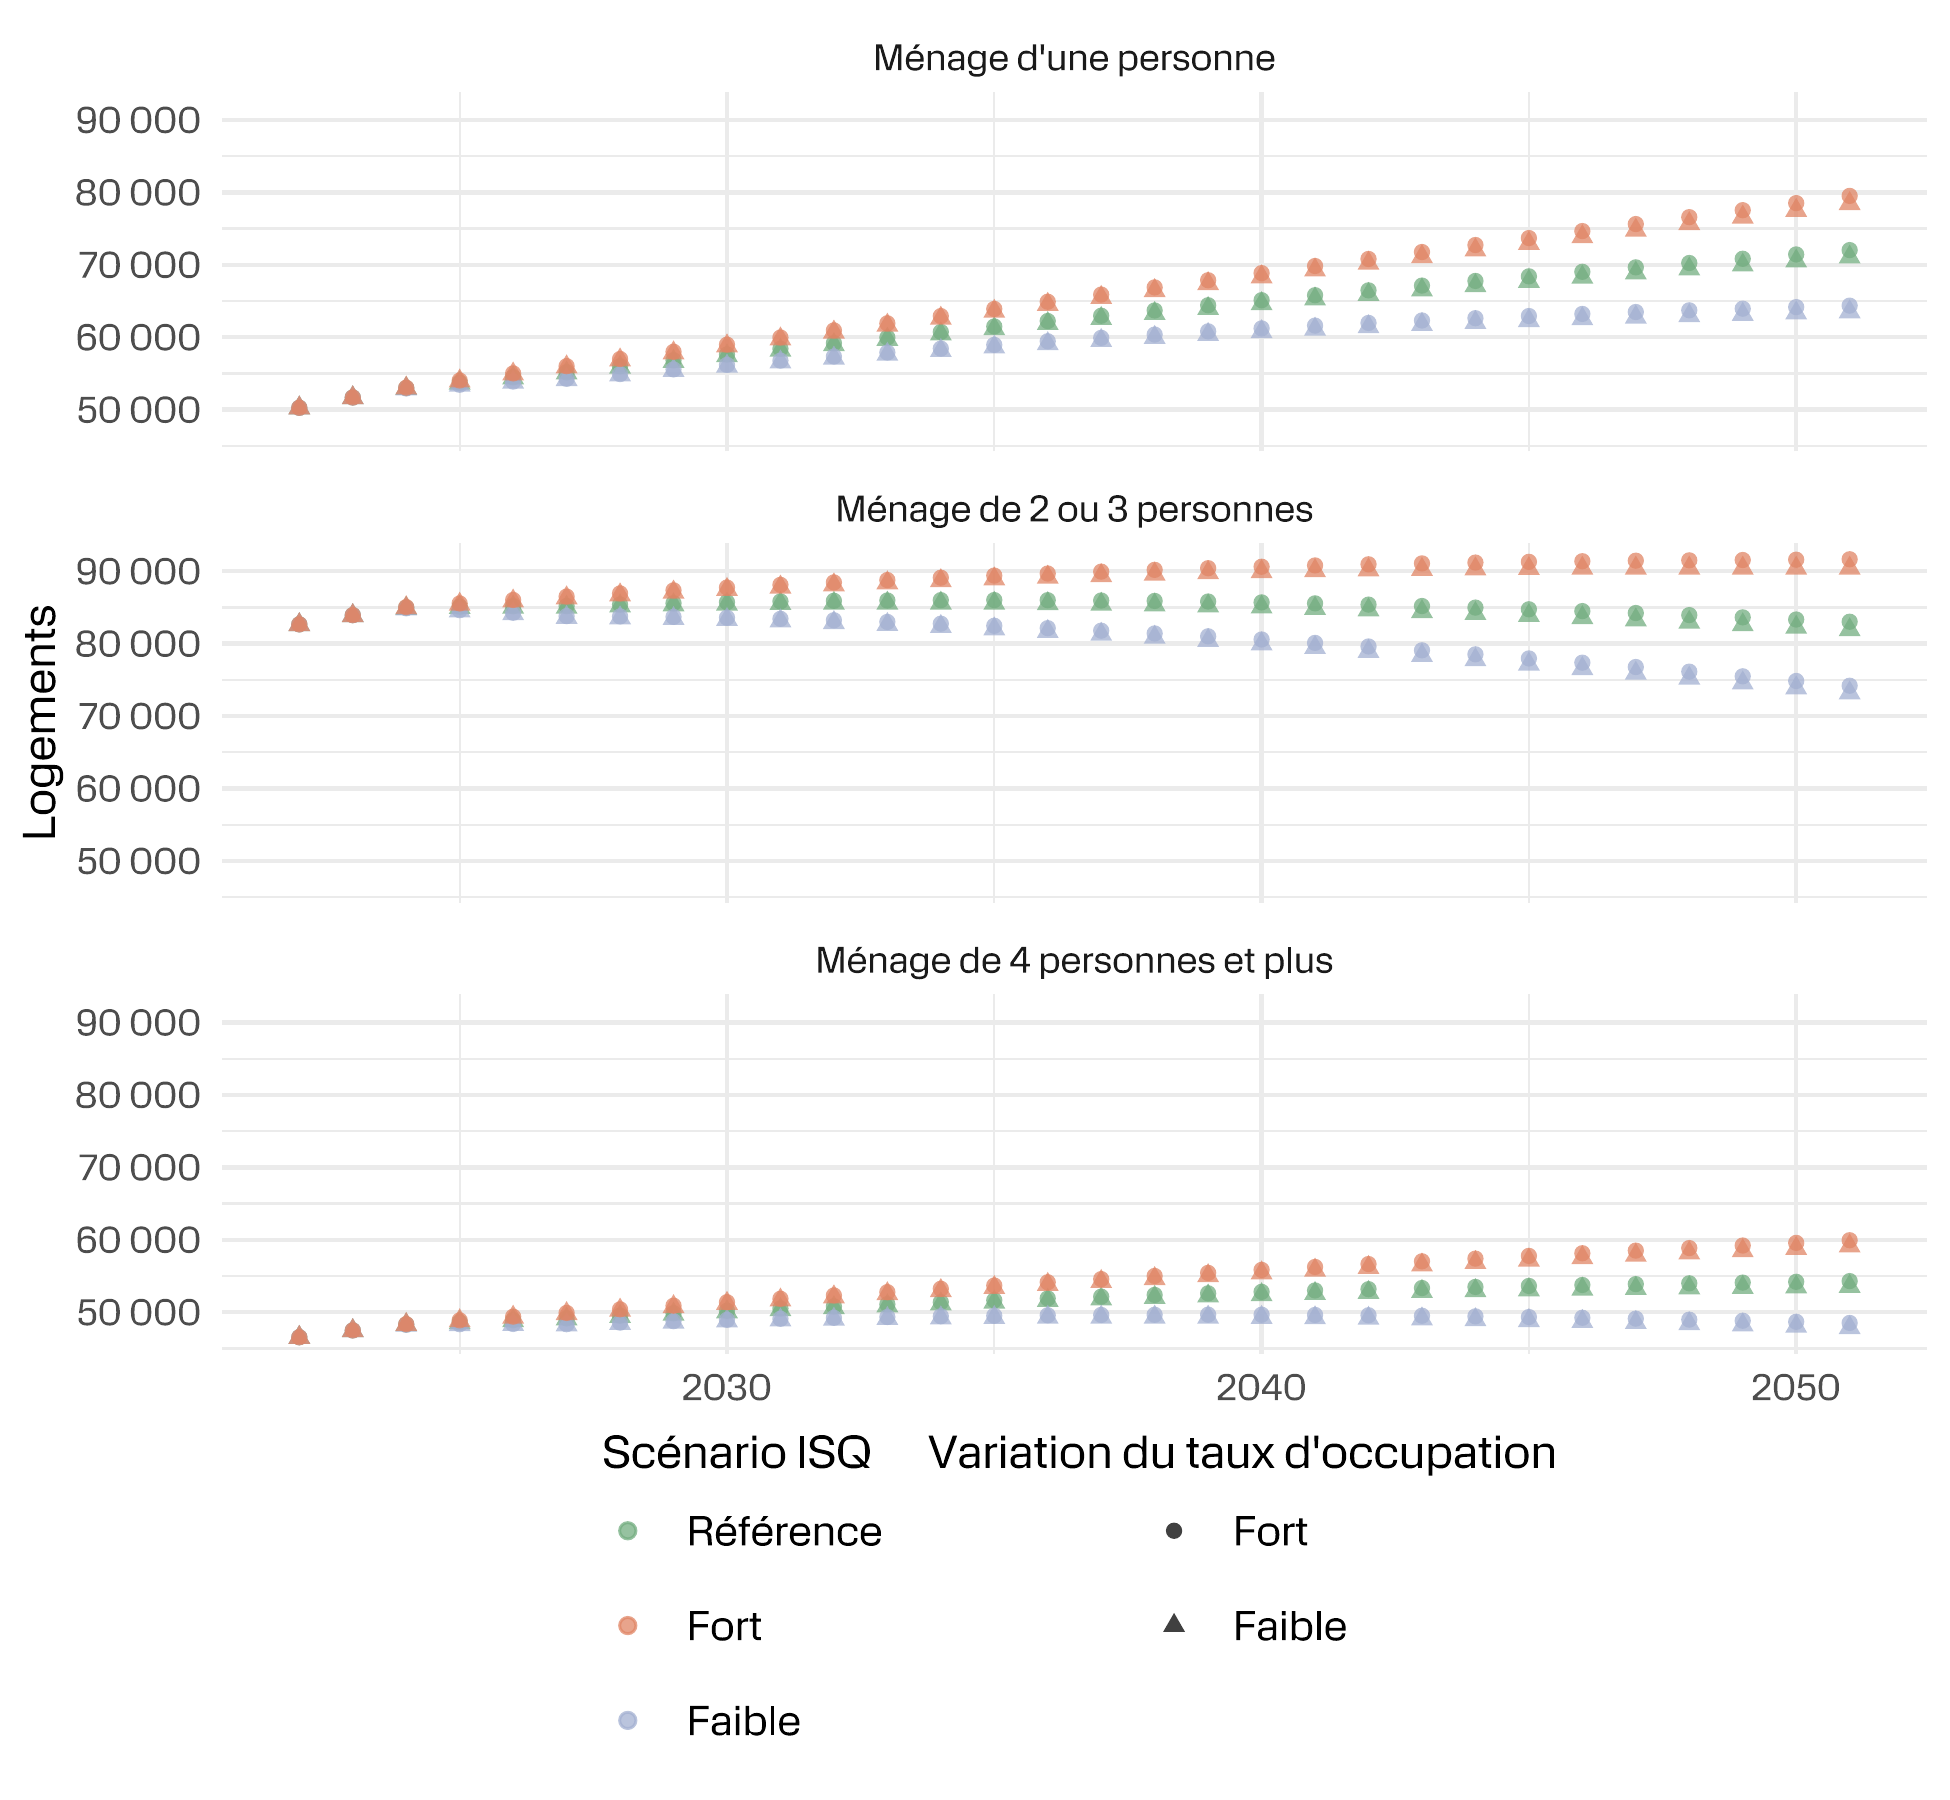 Ménage d'une personne
90 000
80 000
70 000
60 000
50 000
Ménage de 2 ou 3 personnes
90 000
80 000
70 000
60 000
50 000
Logements
Ménage de 4 personnes et plus
90 000
80 000
70 000
60 000
50 000
2030 2040 2050
Scénario ISQ
Référence
Fort
Faible
Variation du taux d'occupation
Fort
Faible